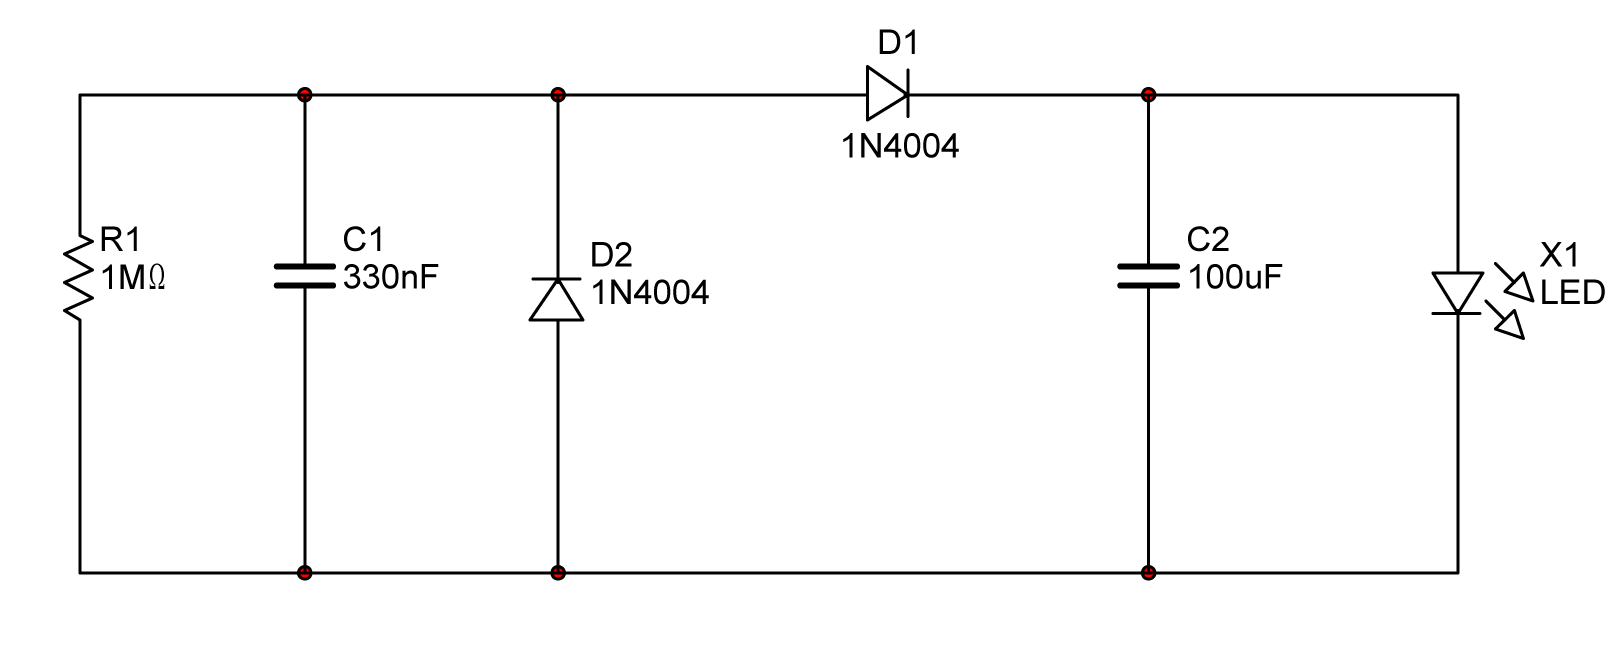 D1
1N4004
R1
1MΩ
C1
330nF
D2
1N4004
C2
100uF
X1
LED